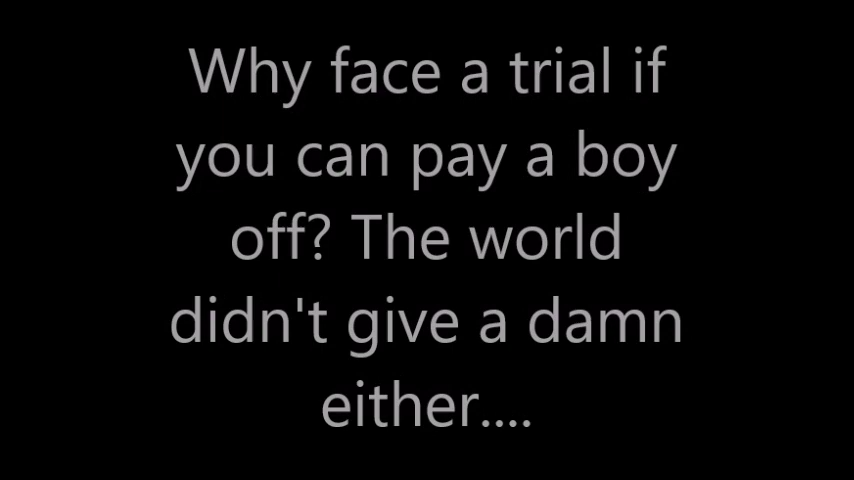 Why face a trial if
you can pay a boy
off? The world
didn't give a damn
either....